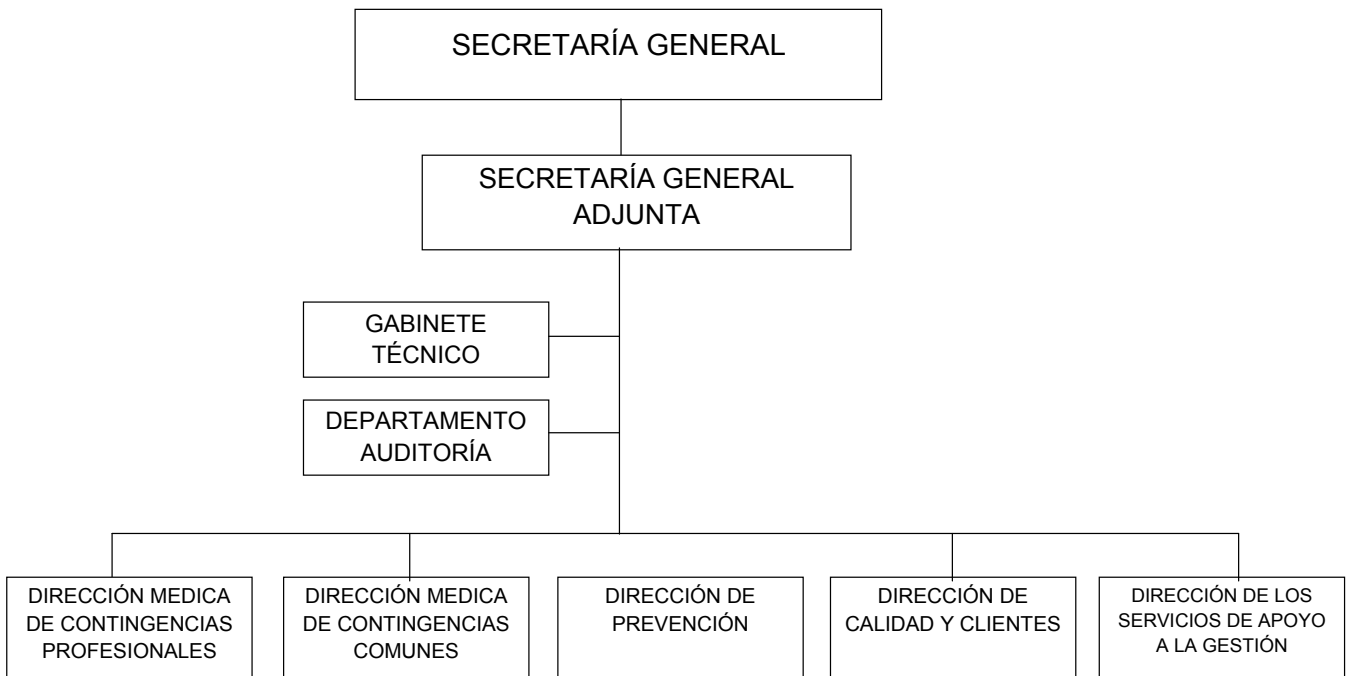 SECRETARÍA GENERAL
SECRETARÍA GENERAL
ADJUNTA
GABINETE
TÉCNICO
DEPARTAMENTO
AUDITORÍA
DIRECCIÓN MEDICA
DE CONTINGENCIAS
PROFESIONALES
DIRECCIÓN MEDICA
DE CONTINGENCIAS
COMUNES
DIRECCIÓN DE
PREVENCIÓN
DIRECCIÓN DE
CALIDAD Y CLIENTES
DIRECCIÓN DE LOS
SERVICIOS DE APOYO
A LA GESTIÓN